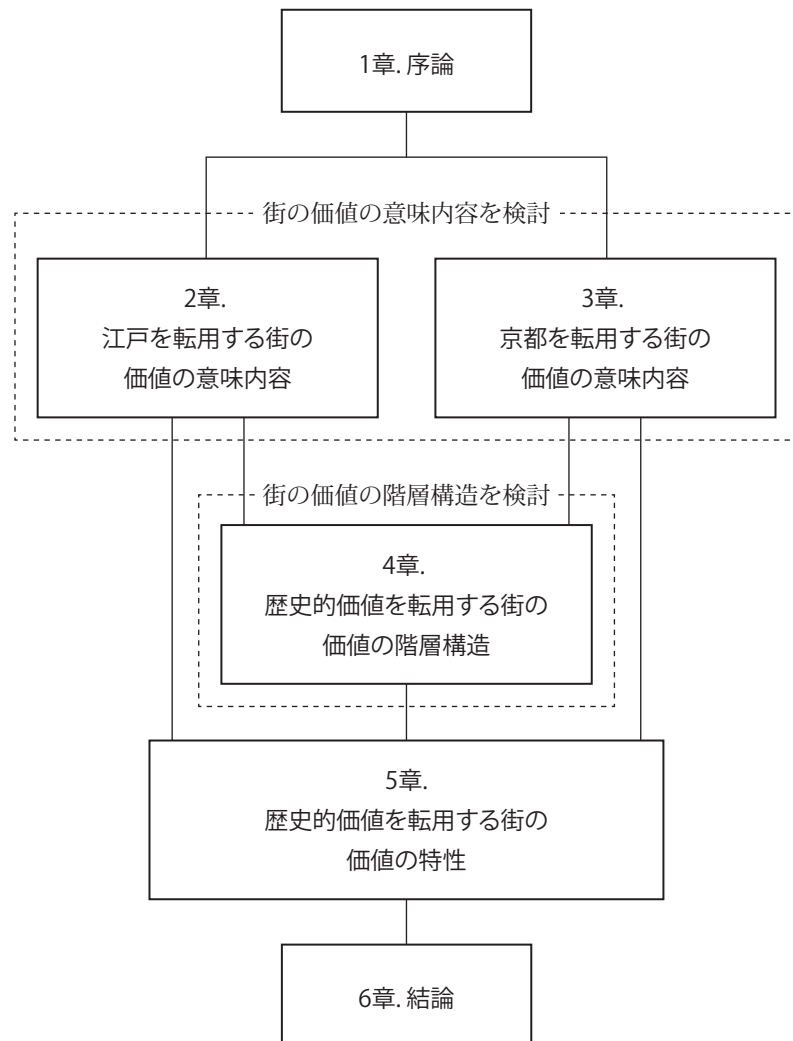 1章. 序論
街の価値の意味内容を検討
2章.
江戸を転用する街の
価値の意味内容
3章.
京都を転用する街の
価値の意味内容
街の価値の階層構造を検討
4章.
歴史的価値を転用する街の
価値の階層構造
5章.
歴史的価値を転用する街の
価値の特性
6章. 結論